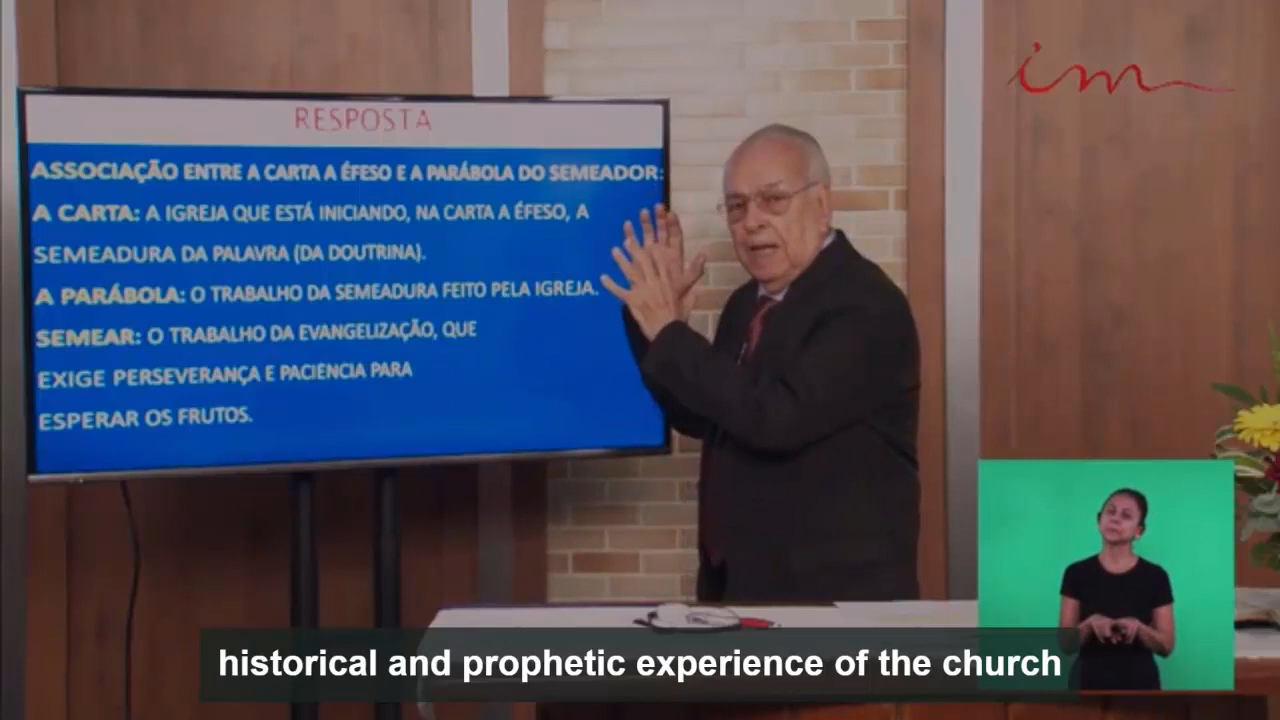 im
RESPOSTA
ASSOCIAÇÃO ENTRE A CARTA A ÉFESO E A PARÁBOLA DO SEMEADOR:
A CARTA: A IGREJA QUE ESTÁ INICIANDO, NA CARTA A ÉFESO, A
SEMEADURA DA PALAVRA (DA DOUTRINA).
A PARÁBOLA: O TRABALHO DA SEMEADURA FEITO PELA IGREJA.
SEMEAR: O TRABALHO DA EVANGELIZAÇÃO, QUE
EXIGE PERSEVERANÇA E PACIÊNCIA PARA
ESPERAR OS FRUTOS.
historical and prophetic experience of the church